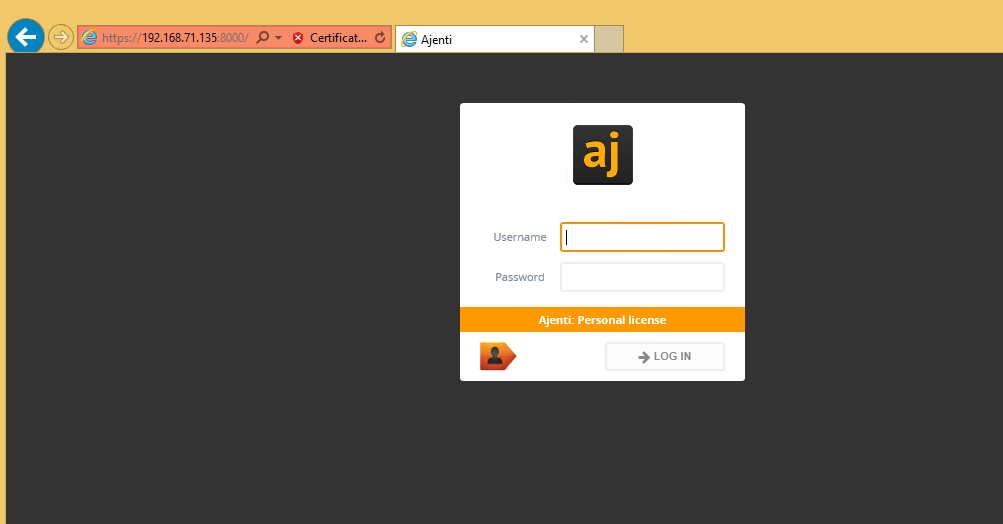 https://192.168.71.135:8000/
Certificat...
Ajenti
aj
Username
Password
Ajenti: Personal license
LOG IN